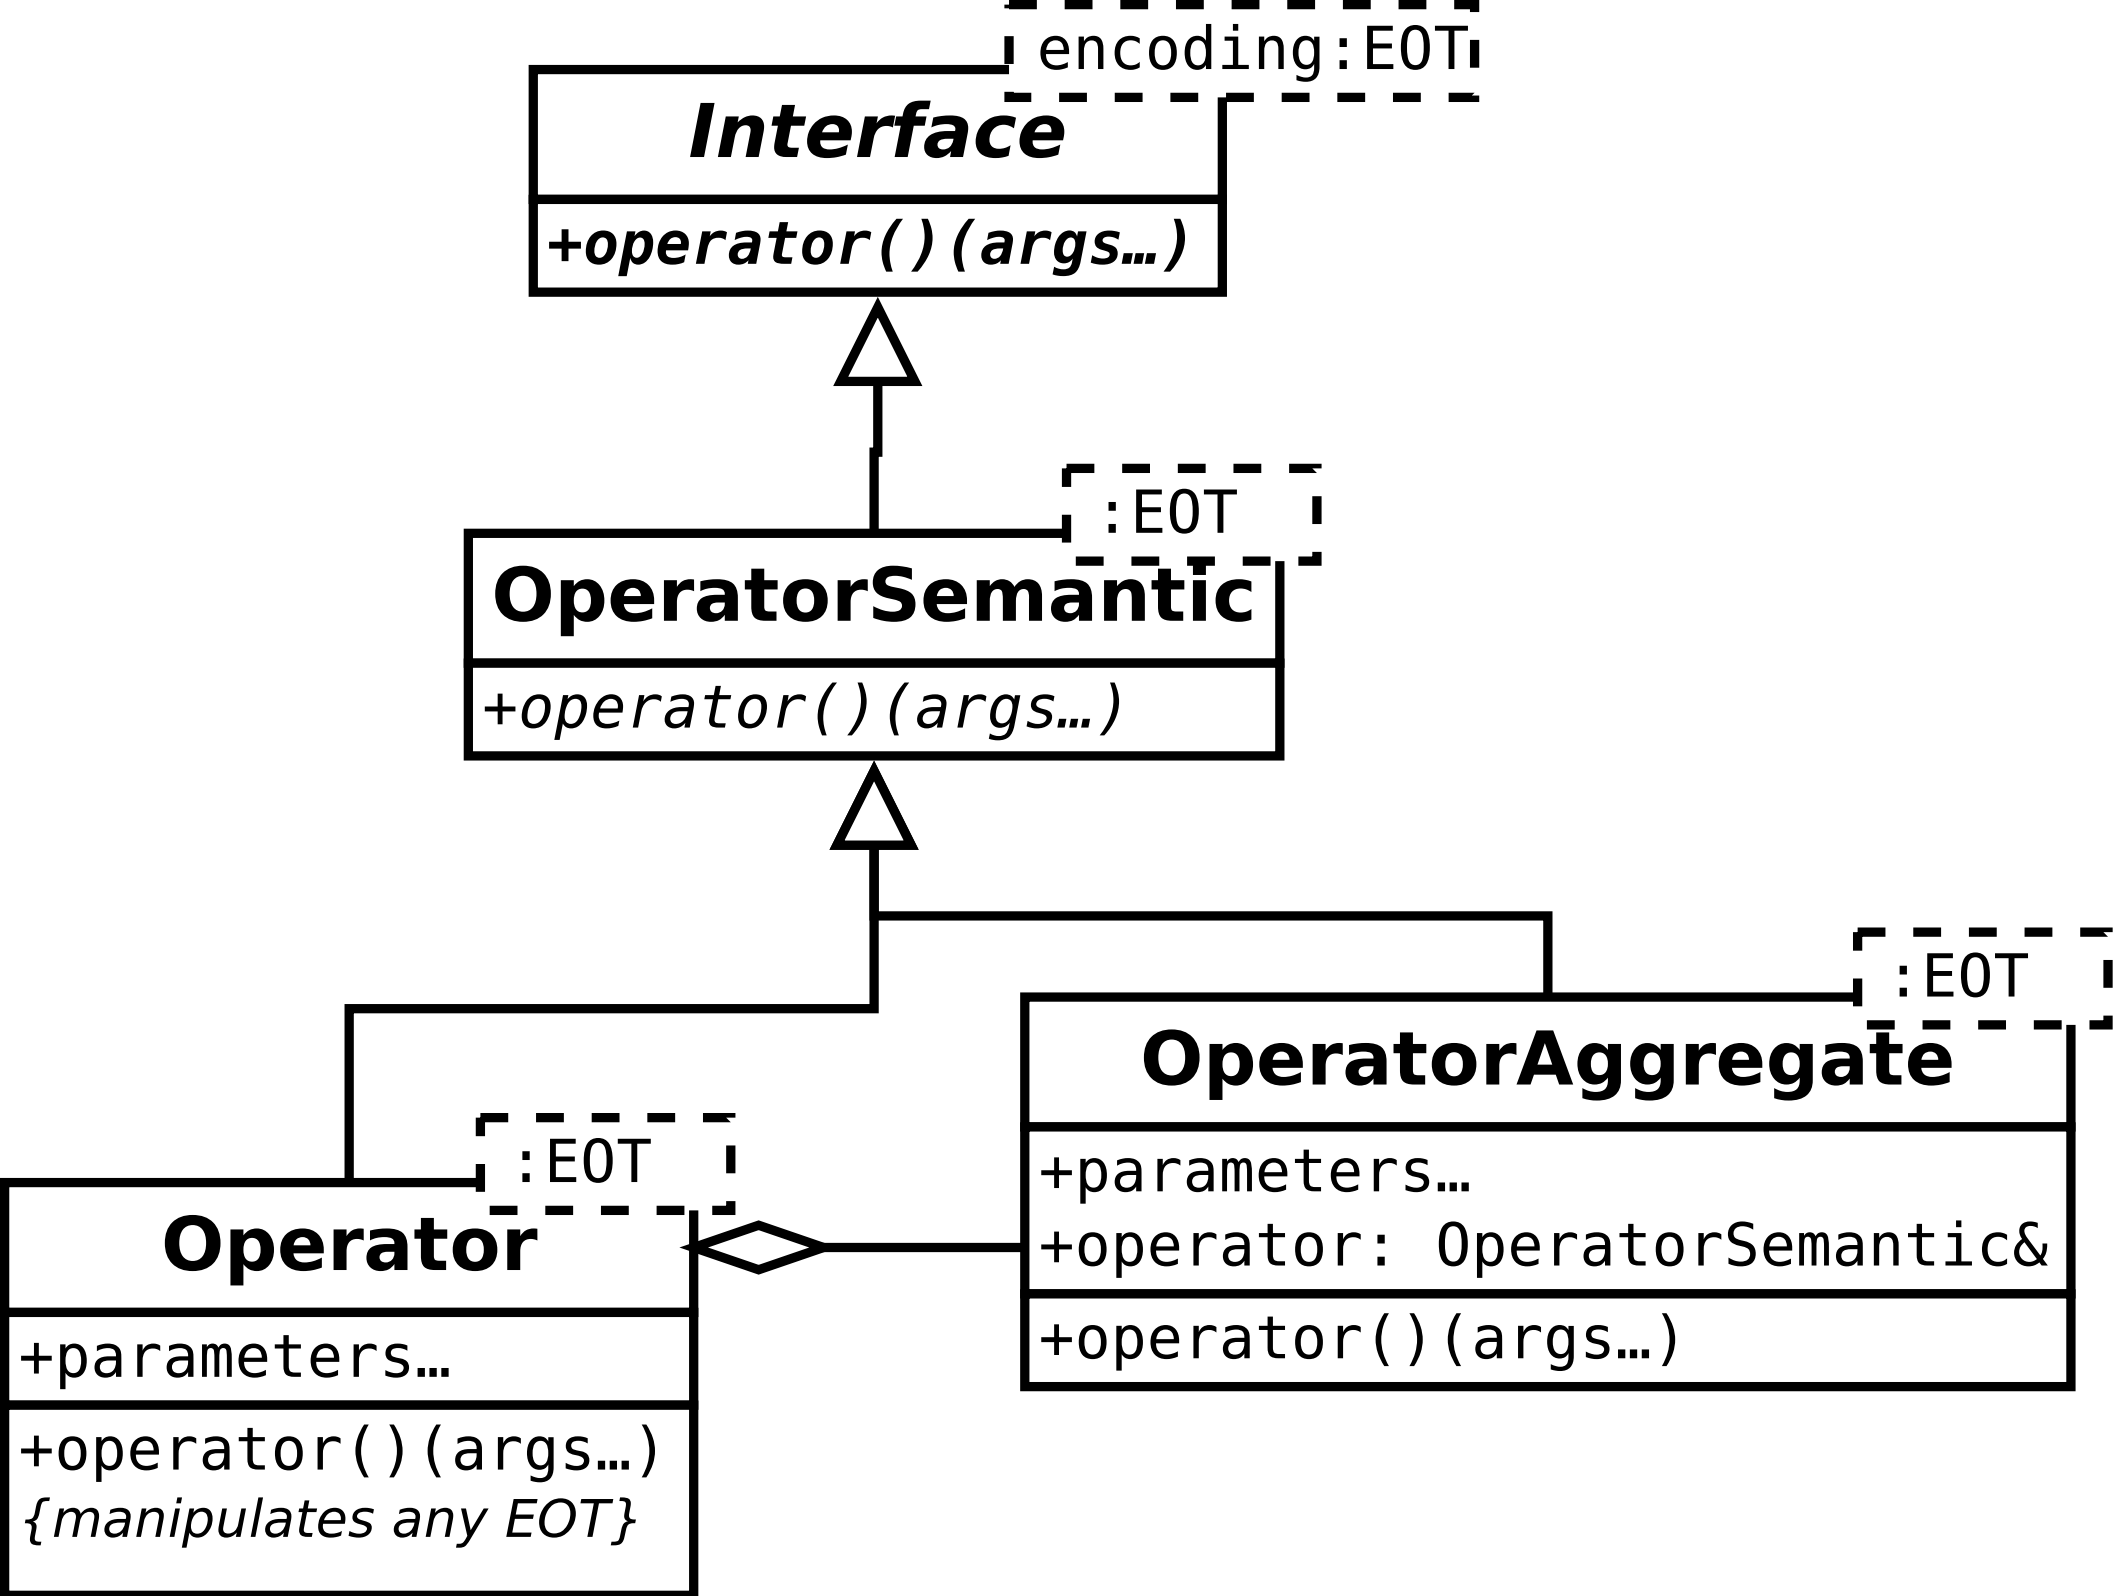 encoding:EOT
Interface
+operator()(args…)
:EOT
OperatorSemantic
+operator()(args…)
:EOT
OperatorAggregate
+parameters…
+operator: OperatorSemantic&
+operator()(args…)
:EOT
Operator
+parameters…
+operator()(args…)
{manipulates any EOT}